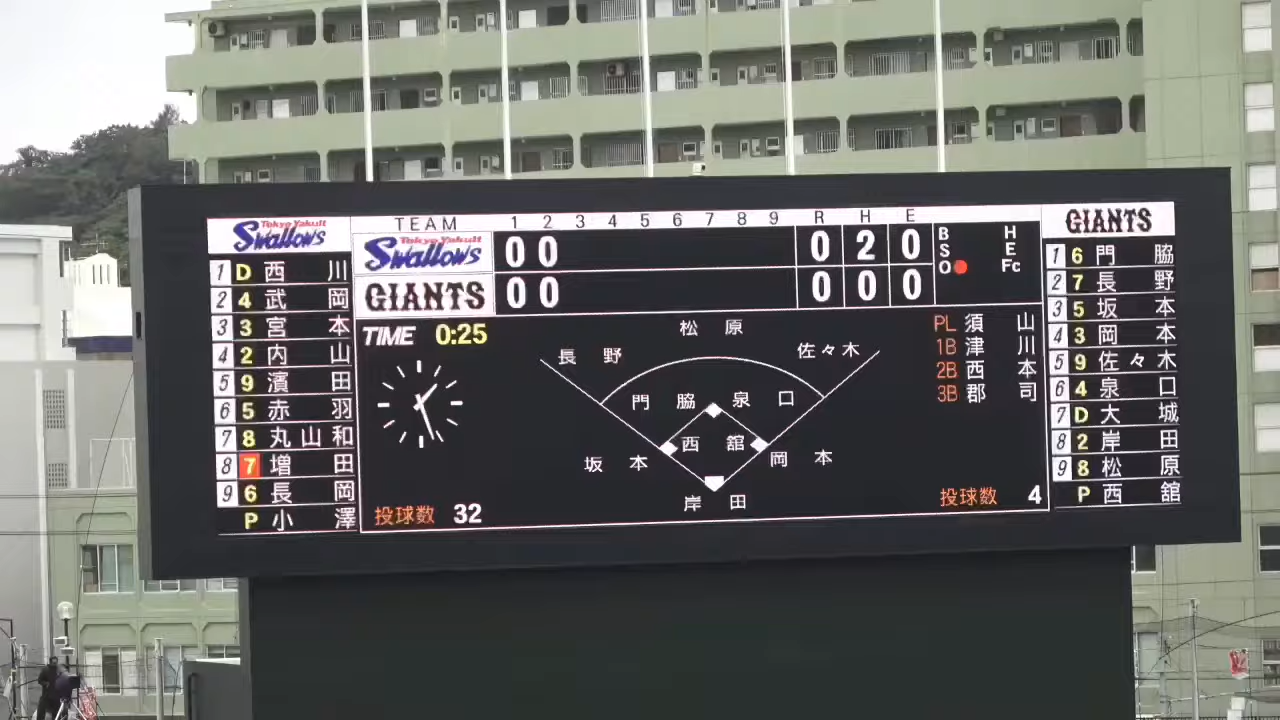 Tokyo Yakult
Swallows
1 D 西川
2 4 武岡
3 3 宮本
4 2 内山
5 9 濱田
6 5 赤羽
7 8 丸山和
8 7 増田
9 6 長岡
P 小澤
TEAM 1 2 3 4 5 6 7 8 9 R H E
Tokyo Yakult
Swallows 0 0 0 2 0
GIANTS 0 0 0 0 0
B H
S E
O Fc
TIME 0:25
松原
長野 佐々木
門脇 泉口
西舘
坂本 岡本
岸田
投球数 32
投球数 4
PL 須山
1B 津川
2B 西本
3B 郡司
GIANTS
1 6 門脇
2 7 長野
3 5 坂本
4 3 岡本
5 9 佐々木
6 4 泉口
7 D 大城
8 2 岸田
9 8 松原
P 西舘